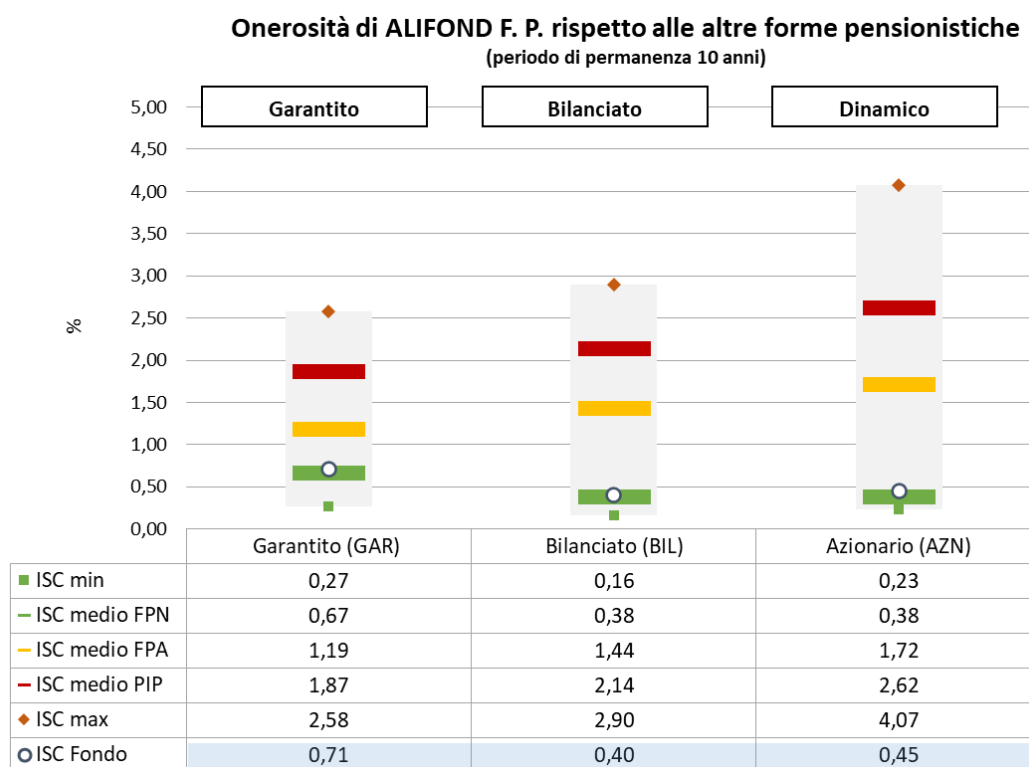 Onerosità di ALIFOND F. P. rispetto alle altre forme pensionistiche
(periodo di permanenza 10 anni)
Garantito Bilanciato Dinamico
5,00
4,50
4,00
3,50
3,00
2,50
2,00
1,50
1,00
0,50
0,00
%
Garantito (GAR) Bilanciato (BIL) Azionario (AZN)
ISC min 0,27 0,16 0,23
ISC medio FPN 0,67 0,38 0,38
ISC medio FPA 1,19 1,44 1,72
ISC medio PIP 1,87 2,14 2,62
ISC max 2,58 2,90 4,07
ISC Fondo 0,71 0,40 0,45